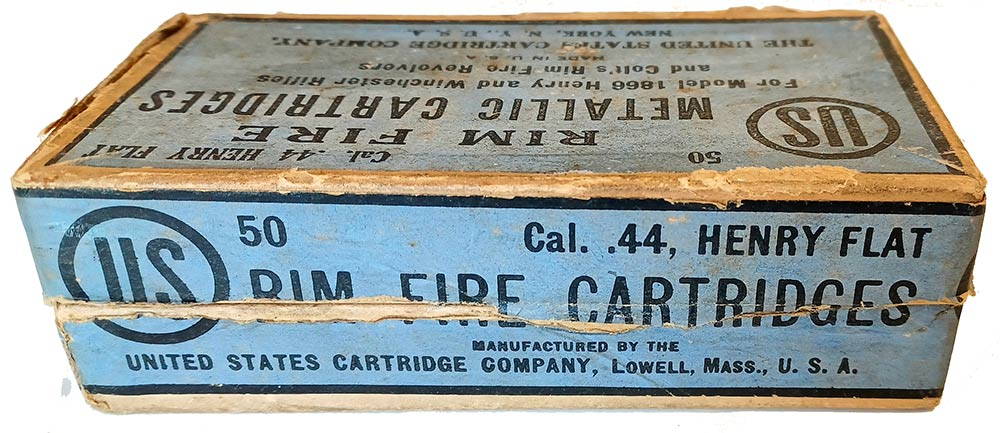 50 Cal. .44 HENRY FLAT
RIM FIRE
METALLIC CARTRIDGES
US
For Model 1866 Henry and Winchester Rifles
and Colt's Rim Fire Revolvers
MADE IN U.S.A.
THE UNITED STATES CARTRIDGE COMPANY,
NEW YORK, N.Y., U.S.A.
US
50 Cal. .44, HENRY FLAT
RIM FIRE CARTRIDGES
MANUFACTURED BY THE
UNITED STATES CARTRIDGE COMPANY, LOWELL, MASS., U. S. A.